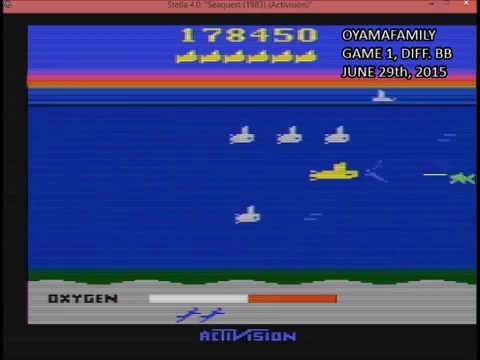 Stella 4.0: "Seaquest (1983) (Activision)"
178450
OYAMAFAMILY
GAME 1, DIFF. BB
JUNE 29th, 2015
OXYGEN
ACTIVISION